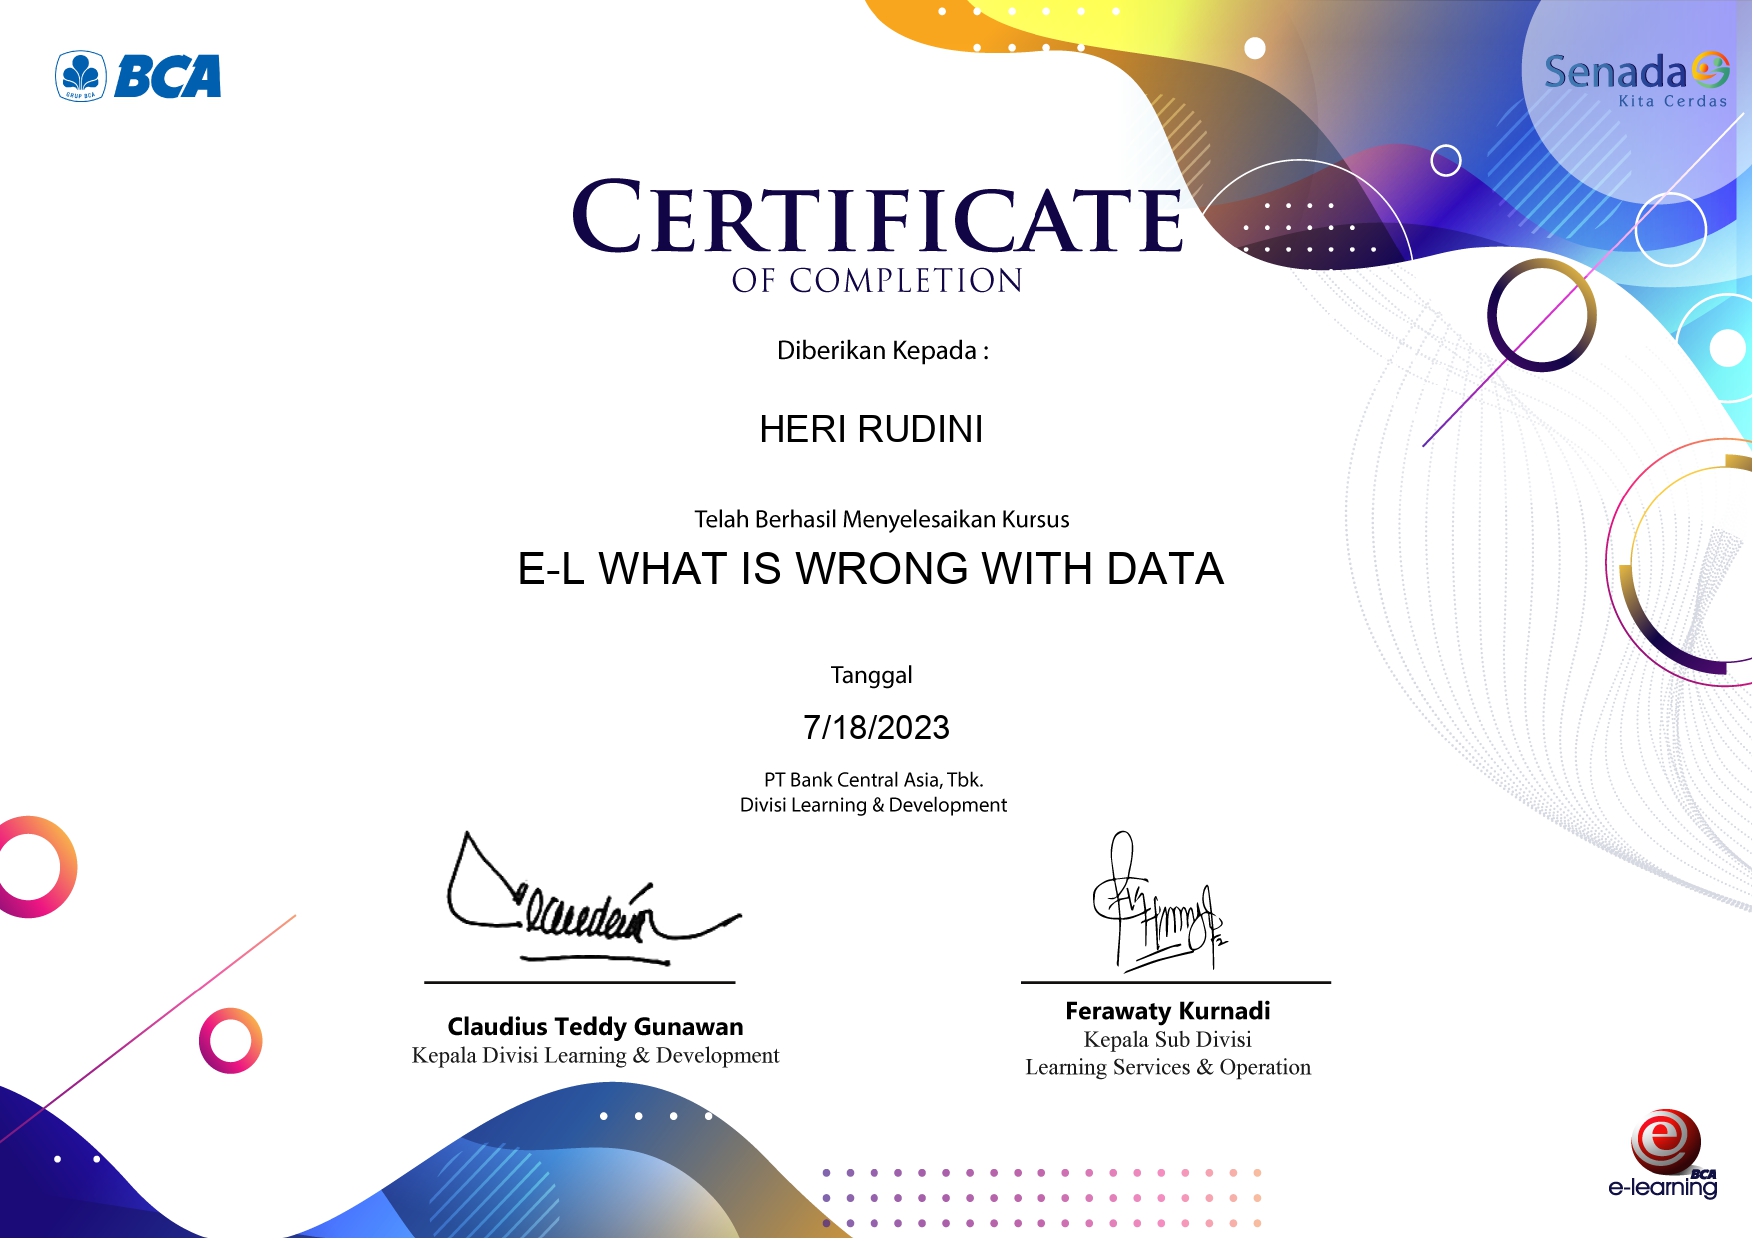 BCA
GRUP BCA
Senada
Kita Cerdas
CERTIFICATE
OF COMPLETION
Diberikan Kepada :
HERI RUDINI
Telah Berhasil Menyelesaikan Kursus
E-L WHAT IS WRONG WITH DATA
Tanggal
7/18/2023
PT Bank Central Asia, Tbk.
Divisi Learning & Development
Claudius Teddy Gunawan
Kepala Divisi Learning & Development
Ferawaty Kurnadi
Kepala Sub Divisi
Learning Services & Operation
e
BCA
e-learning